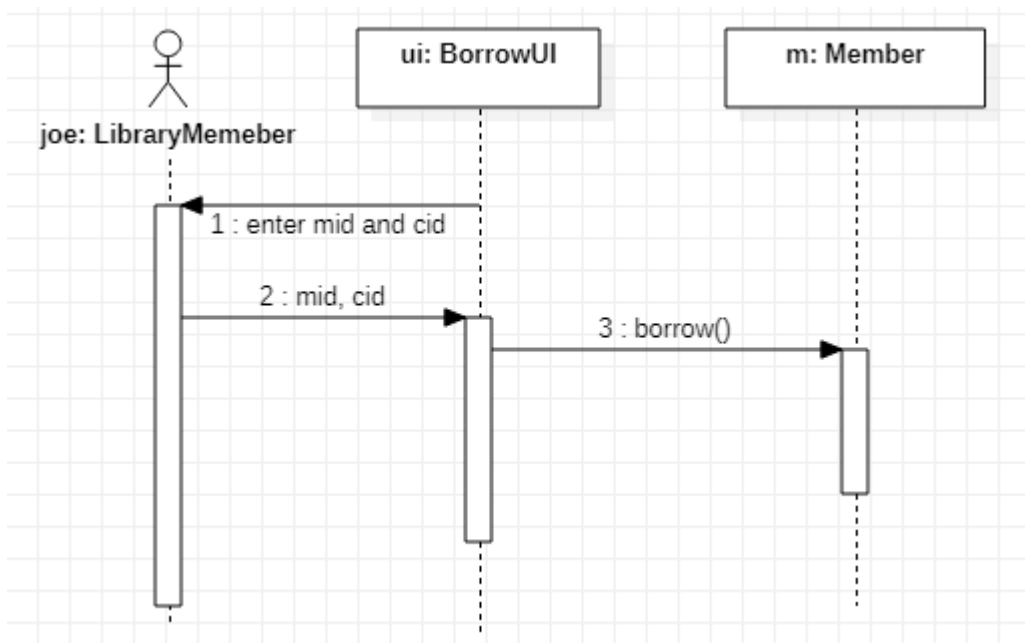 ui: BorrowUI
m: Member
joe: LibraryMemeber
1 : enter mid and cid
2 : mid, cid
3 : borrow()